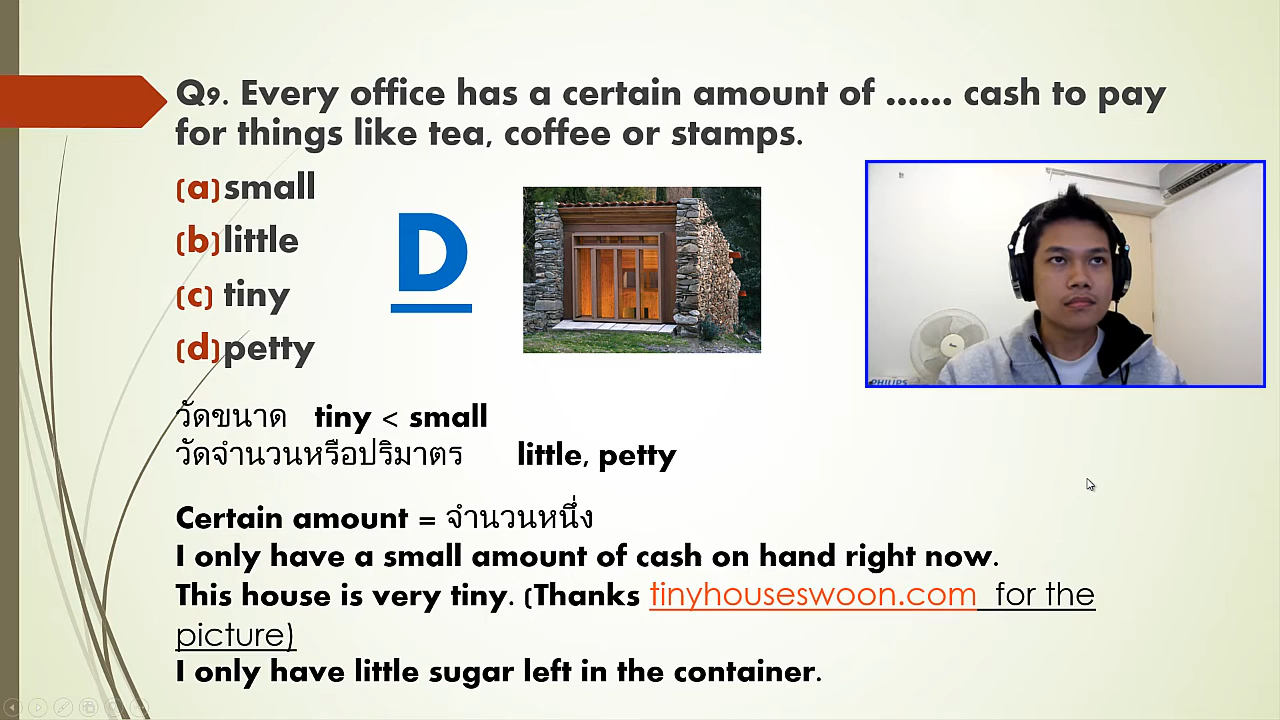 Q9. Every office has a certain amount of ...... cash to pay
for things like tea, coffee or stamps.
(a)small
(b)little
(c) tiny
(d)petty
D
PHILIPS
วัดขนาด tiny < small
วัดจำนวนหรือปริมาตร little, petty
Certain amount = จำนวนหนึ่ง
I only have a small amount of cash on hand right now.
This house is very tiny. (Thanks tinyhouseswoon.com for the
picture)
I only have little sugar left in the container.